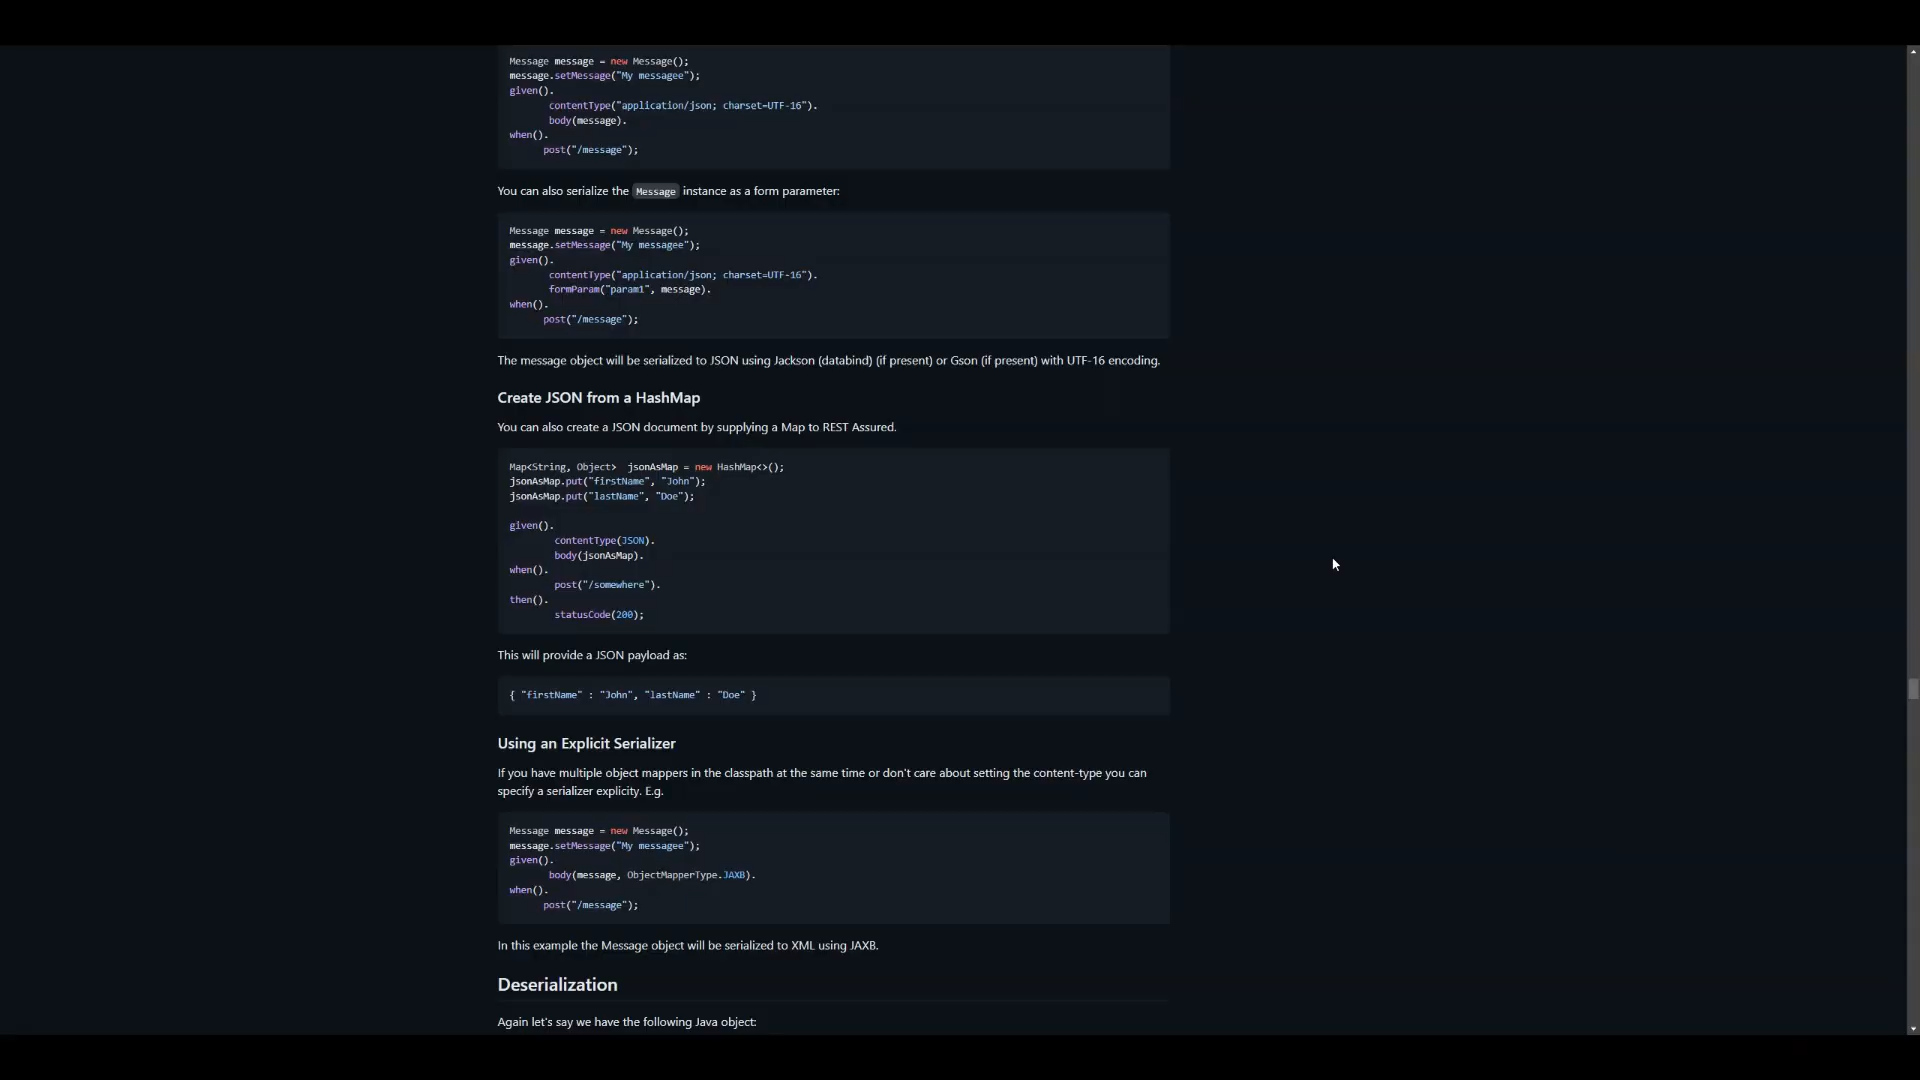 Message message = new Message();
message.setMessage("My messagee");
given().
contentType("application/json; charset=UTF-16").
body(message).
when().
post("/message");
You can also serialize the Message instance as a form parameter:
Message message = new Message();
message.setMessage("My messagee");
given().
contentType("application/json; charset=UTF-16").
formParam("param1", message).
when().
post("/message");
The message object will be serialized to JSON using Jackson (databind) (if present) or Gson (if present) with UTF-16 encoding.
Create JSON from a HashMap
You can also create a JSON document by supplying a Map to REST Assured.
Map<String, Object>  jsonAsMap = new HashMap<>();
jsonAsMap.put("firstName", "John");
jsonAsMap.put("lastName", "Doe");
given().
contentType(JSON).
body(jsonAsMap).
when().
post("/somewhere").
then().
statusCode(200);
This will provide a JSON payload as:
{ "firstName" : "John", "lastName" : "Doe" }
Using an Explicit Serializer
If you have multiple object mappers in the classpath at the same time or don't care about setting the content-type you can
specify a serializer explicity. E.g.
Message message = new Message();
message.setMessage("My messagee");
given().
body(message, ObjectMapperType.JAXB).
when().
post("/message");
In this example the Message object will be serialized to XML using JAXB.
Deserialization
Again let's say we have the following Java object: